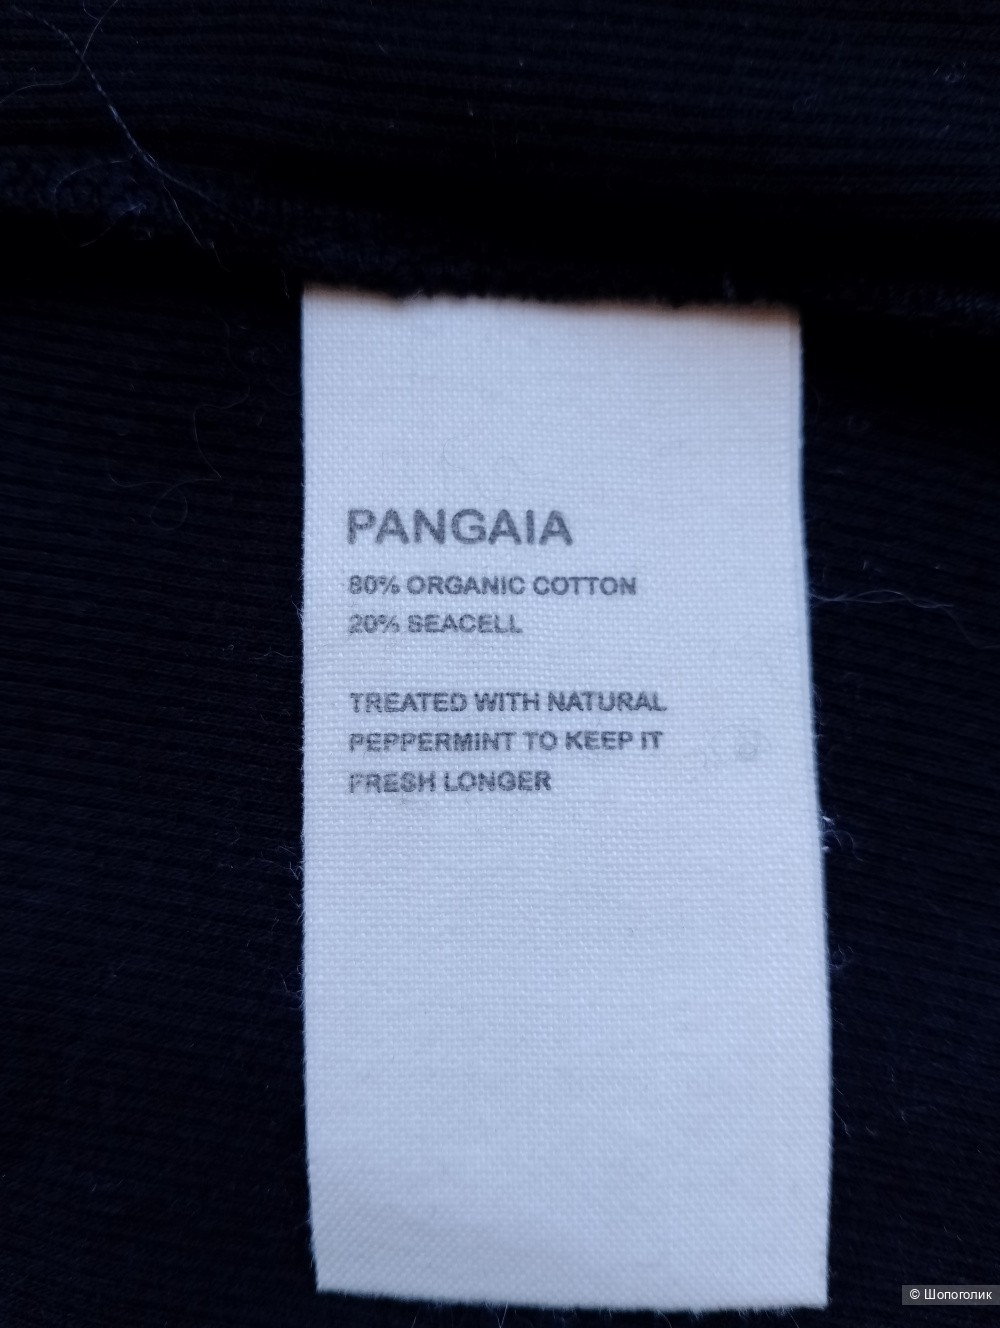 PANGAIA
80% ORGANIC COTTON
20% SEACELL
TREATED WITH NATURAL
PEPPERMINT TO KEEP IT
FRESH LONGER
© Шопоголик